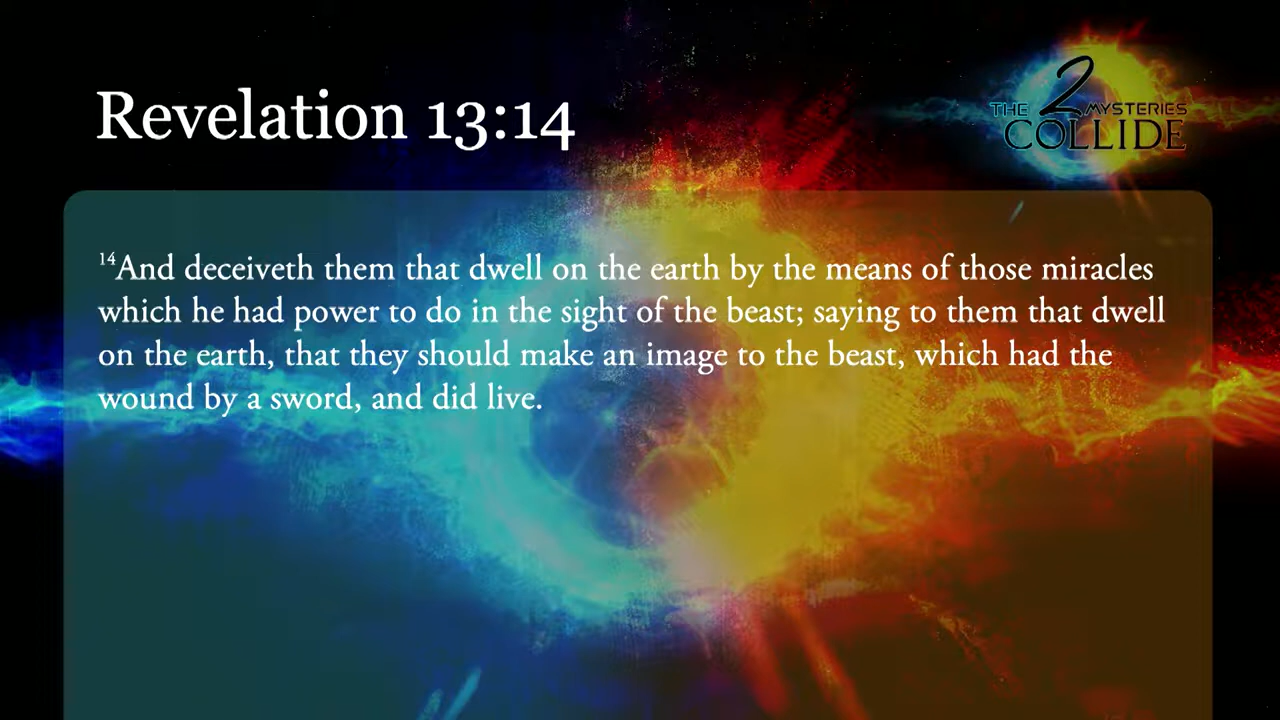 Revelation 13:14
THE 2 MYSTERIES
COLLIDE
14And deceiveth them that dwell on the earth by the means of those miracles
which he had power to do in the sight of the beast; saying to them that dwell
on the earth, that they should make an image to the beast, which had the
wound by a sword, and did live.